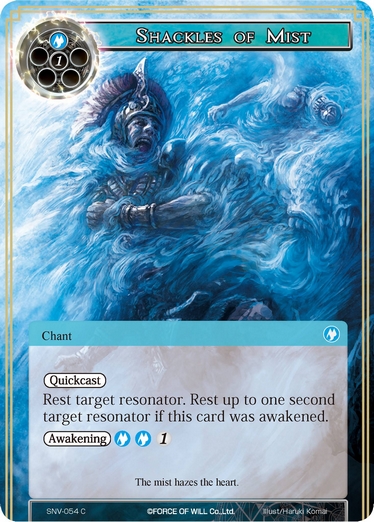 Shackles of Mist
1
Chant
Quickcast
Rest target resonator. Rest up to one second
target resonator if this card was awakened.
Awakening 1
The mist hazes the heart.
SNV-054 C ©FORCE OF WILL Co.,Ltd. Illust/Haruki Komai